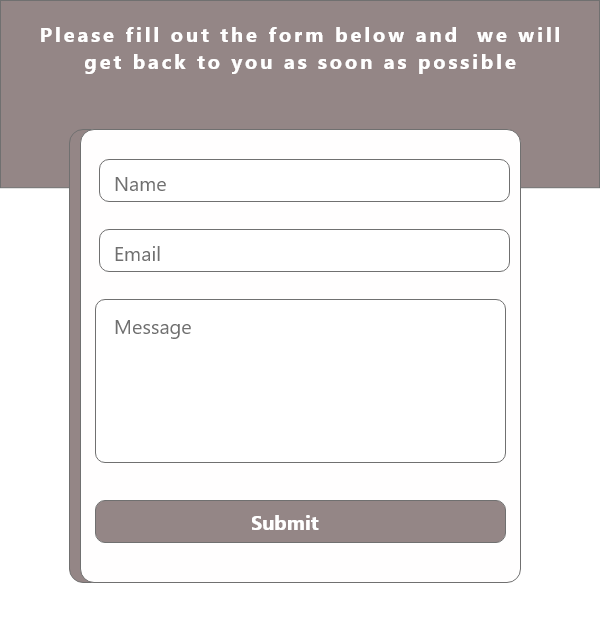 Please fill out the form below and  we will
get back to you as soon as possible
Name
Email
Message
Submit